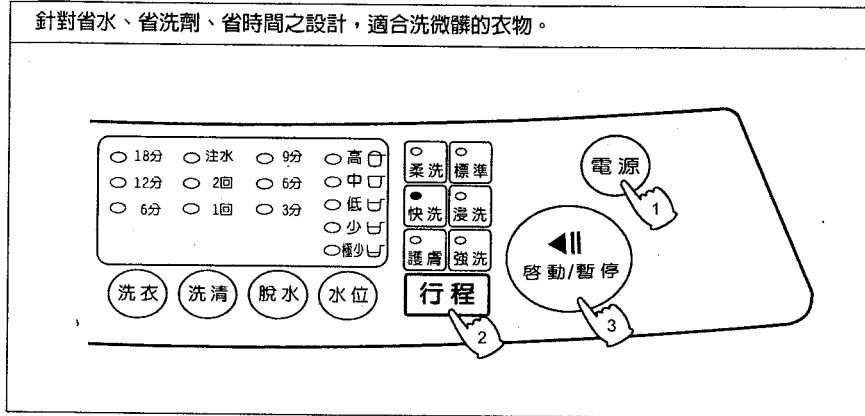 針對省水、省洗劑、省時間之設計，適合洗微髒的衣物。
18分 注水 9分 高
12分 2回 6分 中
6分 1回 3分 低
少
極少
洗衣 洗清 脫水 水位
柔洗 標準
快洗 浸洗
護膚 強洗
行程
電源
啓動/暫停
1
2
3